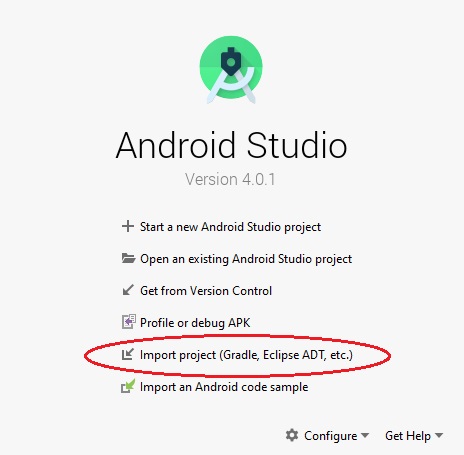 Android Studio
Version 4.0.1
Start a new Android Studio project
Open an existing Android Studio project
Get from Version Control
Profile or debug APK
Import project (Gradle, Eclipse ADT, etc.)
Import an Android code sample
Configure Get Help